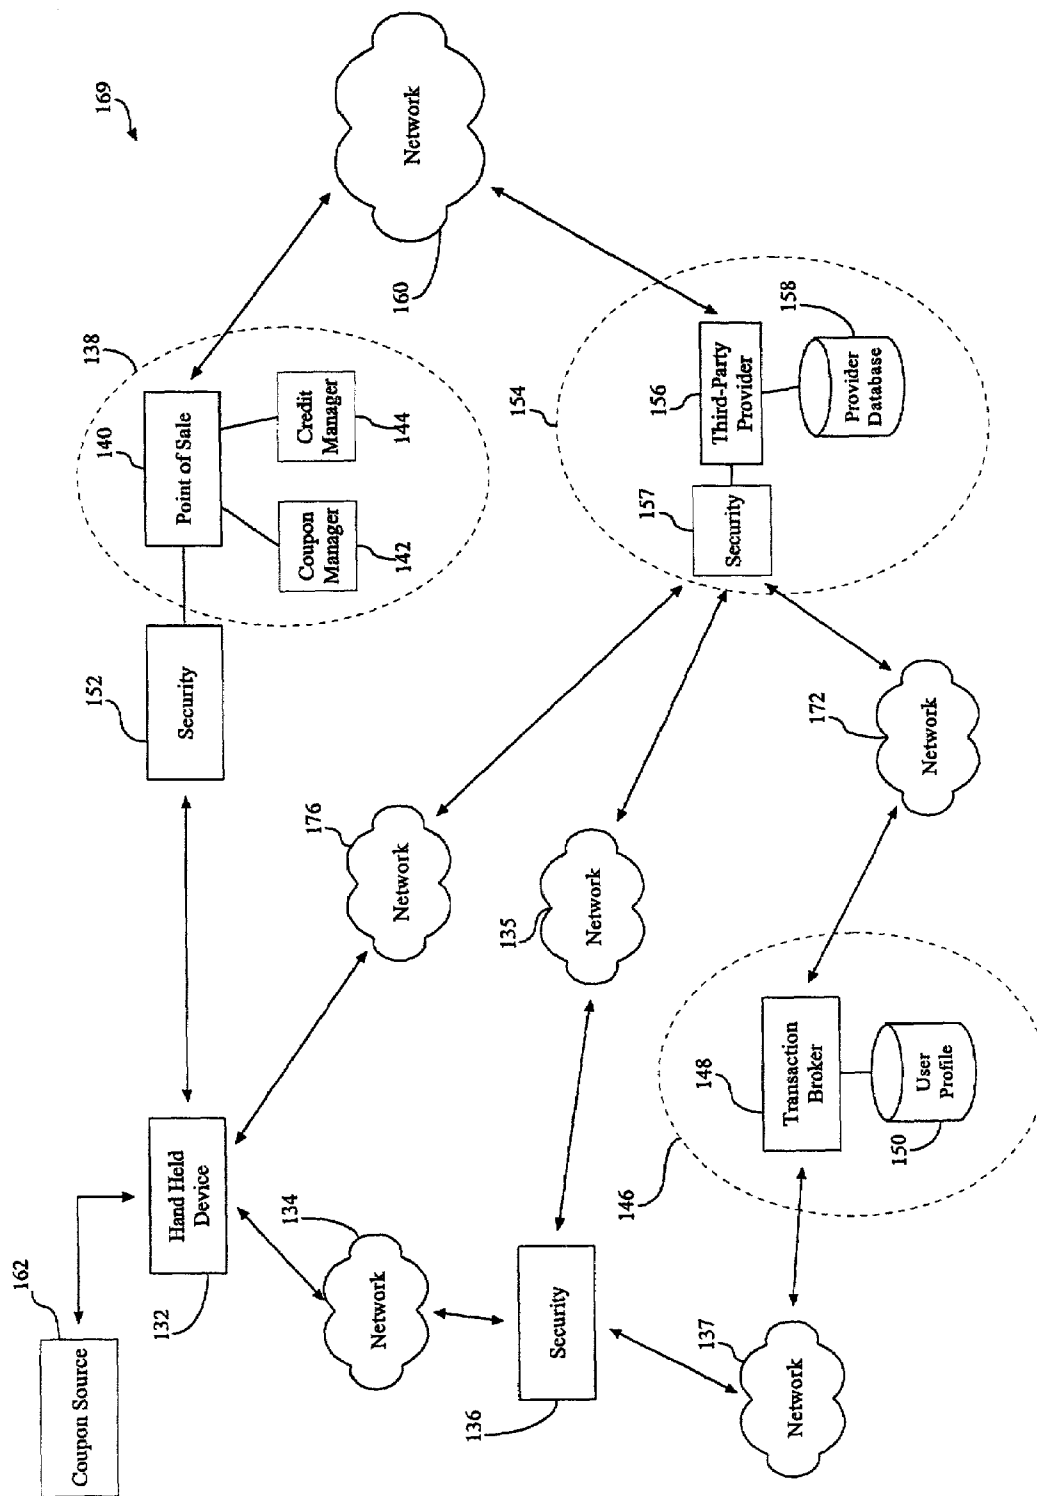 162
Coupon Source
132
Hand Held
Device
152
Security
138
140
Point of Sale
142
Coupon
Manager
144
Credit
Manager
169
Network
160
134
Network
176
Network
136
Security
135
Network
154
157
Security
156
Third-Party
Provider
158
Provider
Database
137
Network
146
148
Transaction
Broker
150
User
Profile
172
Network